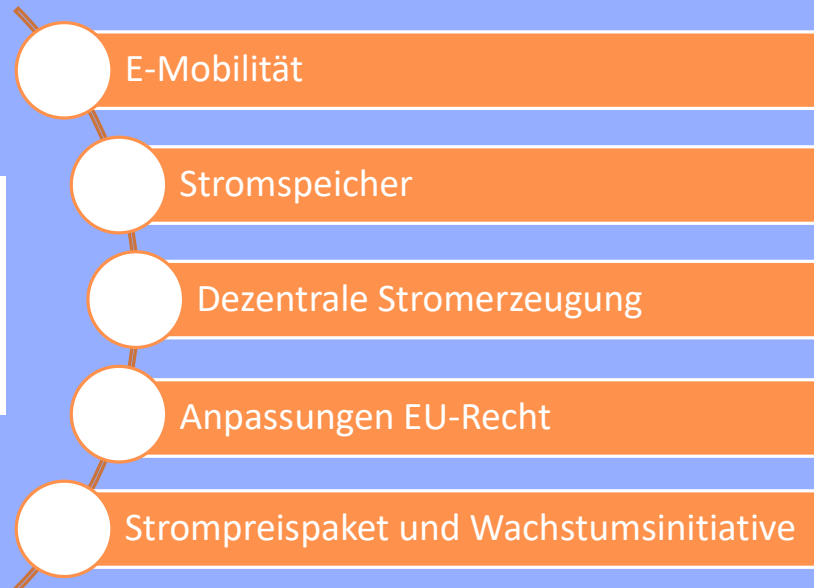 E-Mobilität
Stromspeicher
Dezentrale Stromerzeugung
Anpassungen EU-Recht
Strompreispaket und Wachstumsinitiative